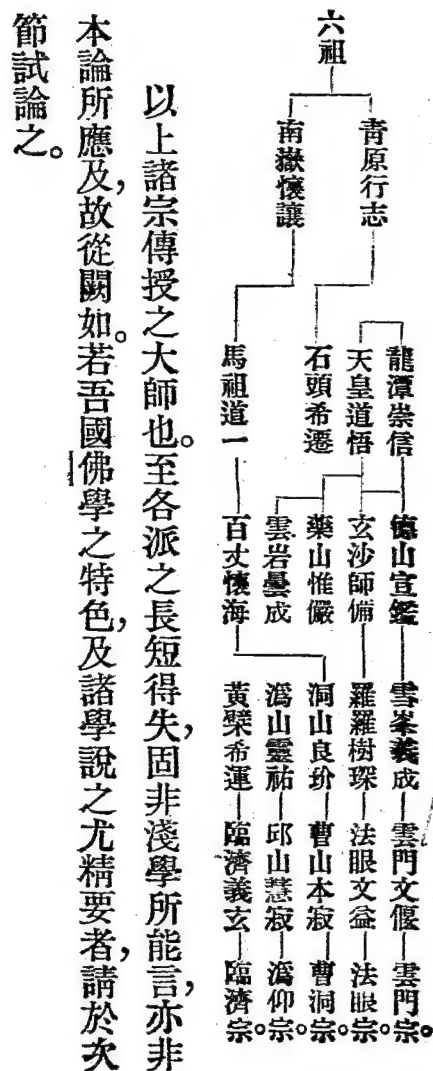 龍潭崇信 德山宣鑑 雪峯義成 雲門文偃 雲門宗。
青原行志 天皇道悟 玄沙師備 羅羅樹琛 法眼文益 法眼宗。
六祖 石頭希遷 藥山惟儼 洞山良玠 曹山本寂 曹洞宗。
南嶽懷讓 雲岩曇成 潙山靈祐 邱山慧寂 潙仰宗。
馬祖道一 百丈懷海 黃檗希運 臨濟義玄 臨濟宗。
以上諸宗傳授之大師也。至各派之長短得失,固非淺學所能言,亦非
本論所應及,故從闕如。若吾國佛學之特色,及諸學說之尤精要者,請於次
節試論之。